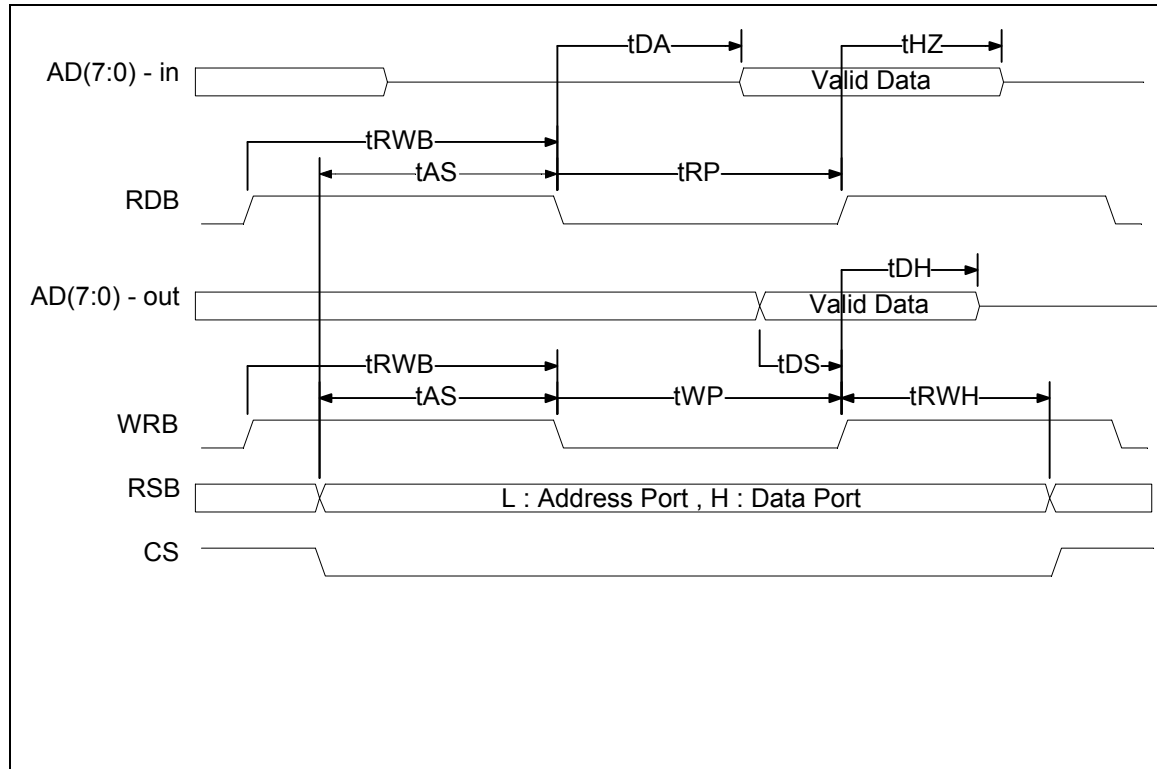 tDA
tHZ
AD(7:0) - in
Valid Data
tRWB
tAS
tRP
RDB
tDH
AD(7:0) - out
Valid Data
tRWB
tDS
tAS
tWP
tRWH
WRB
RSB
L : Address Port , H : Data Port
CS